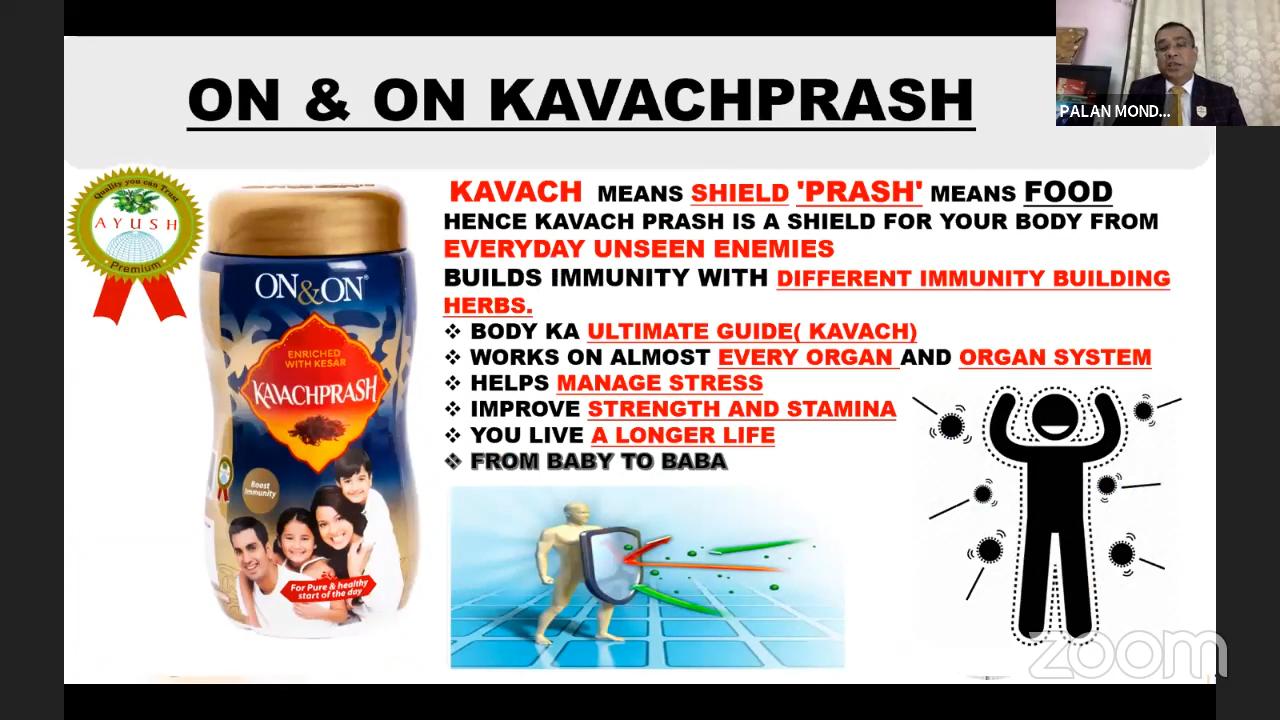 ON & ON KAVACHPRASH
PALAN MOND...
KAVACH MEANS SHIELD 'PRASH' MEANS FOOD
HENCE KAVACH PRASH IS A SHIELD FOR YOUR BODY FROM
EVERYDAY UNSEEN ENEMIES
BUILDS IMMUNITY WITH DIFFERENT IMMUNITY BUILDING
HERBS.
❖ BODY KA ULTIMATE GUIDE( KAVACH)
❖ WORKS ON ALMOST EVERY ORGAN AND ORGAN SYSTEM
❖ HELPS MANAGE STRESS
❖ IMPROVE STRENGTH AND STAMINA
❖ YOU LIVE A LONGER LIFE
❖ FROM BABY TO BABA
Quality you can Trust
AYUSH
Premium
ON&ON®
ENRICHED
WITH KESAR
KAVACHPRASH
Boost
Immunity
For Pure & healthy
start of the day
zoom